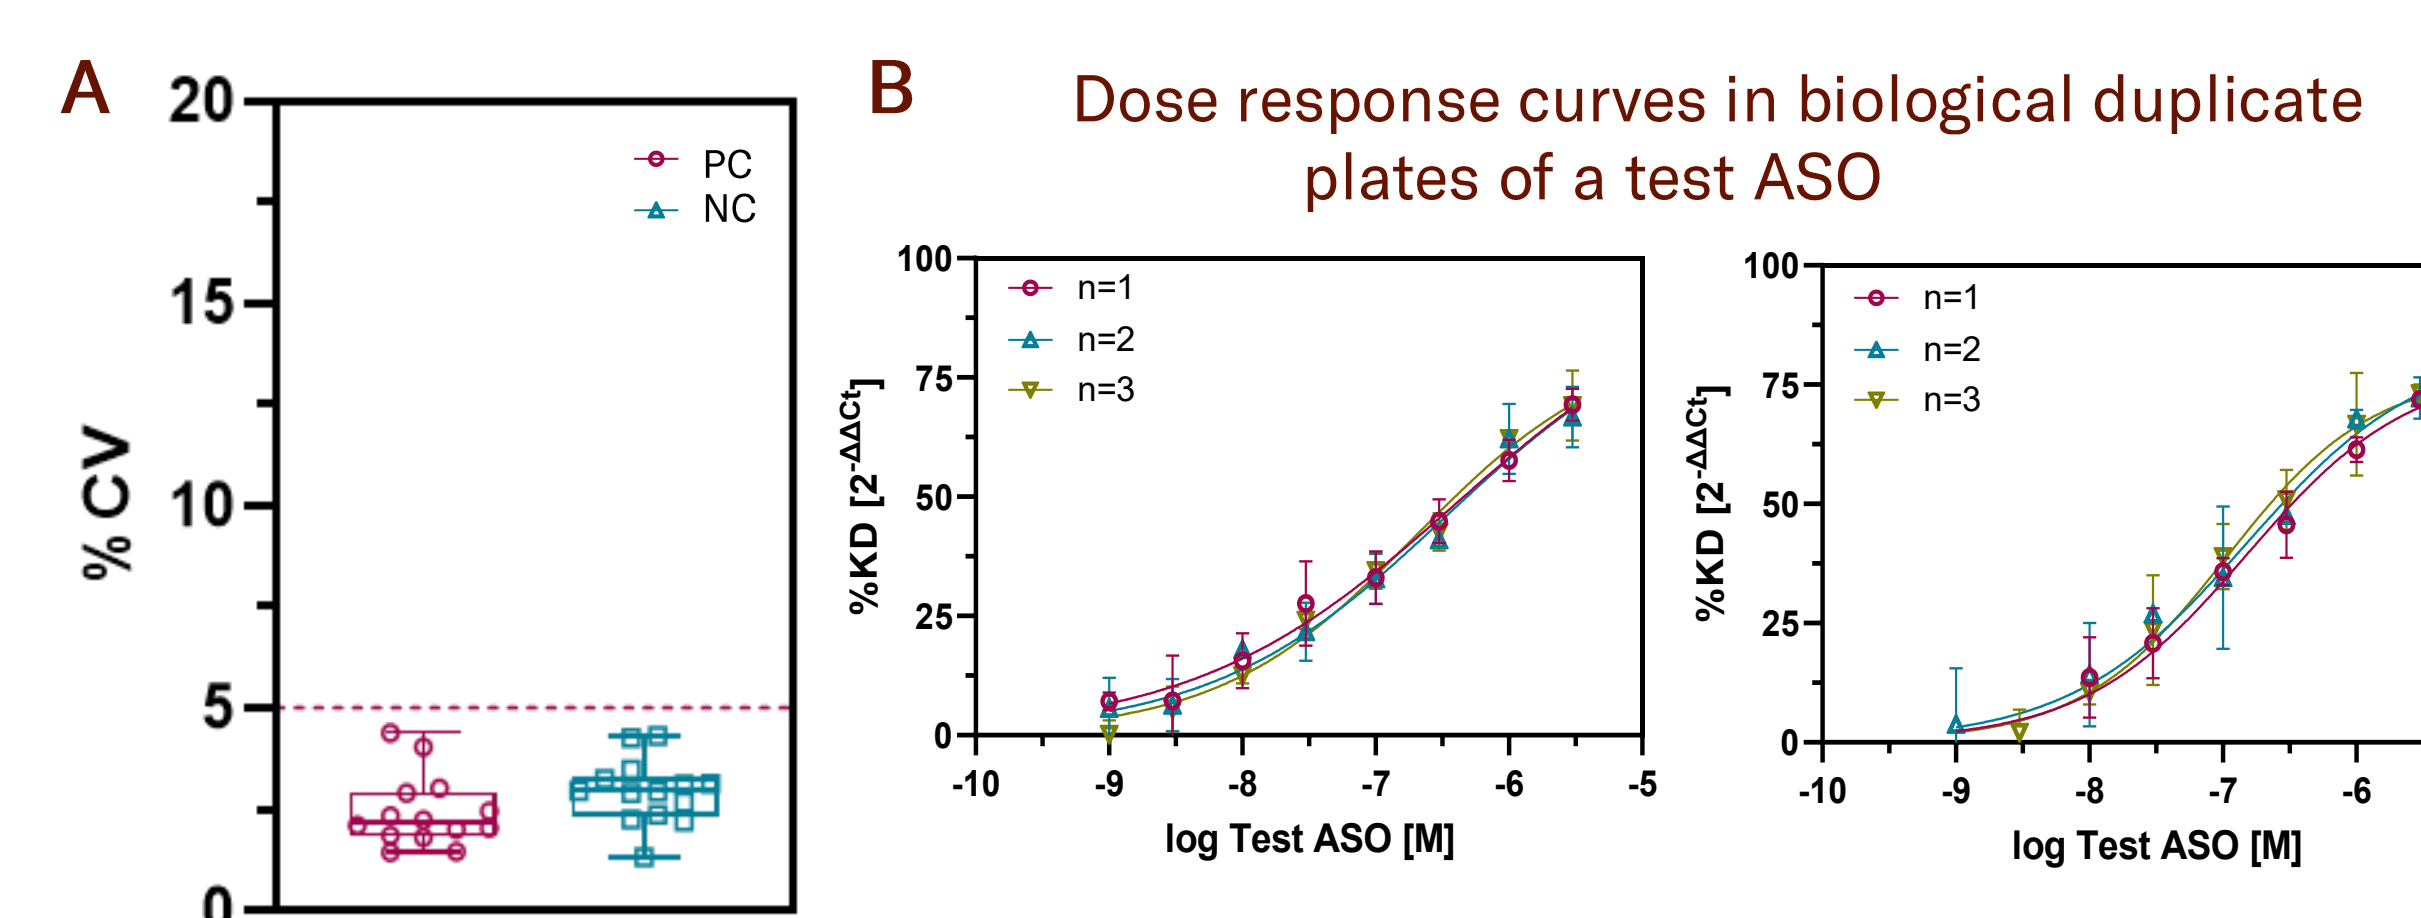 A
20
15
10
5
0
% CV
PC
NC
B
Dose response curves in biological duplicate
plates of a test ASO
100
75
50
25
0
%KD [2-ΔΔCt]
n=1
n=2
n=3
-10 -9 -8 -7 -6 -5
log Test ASO [M]
100
75
50
25
0
%KD [2-ΔΔCt]
n=1
n=2
n=3
-10 -9 -8 -7 -6
log Test ASO [M]